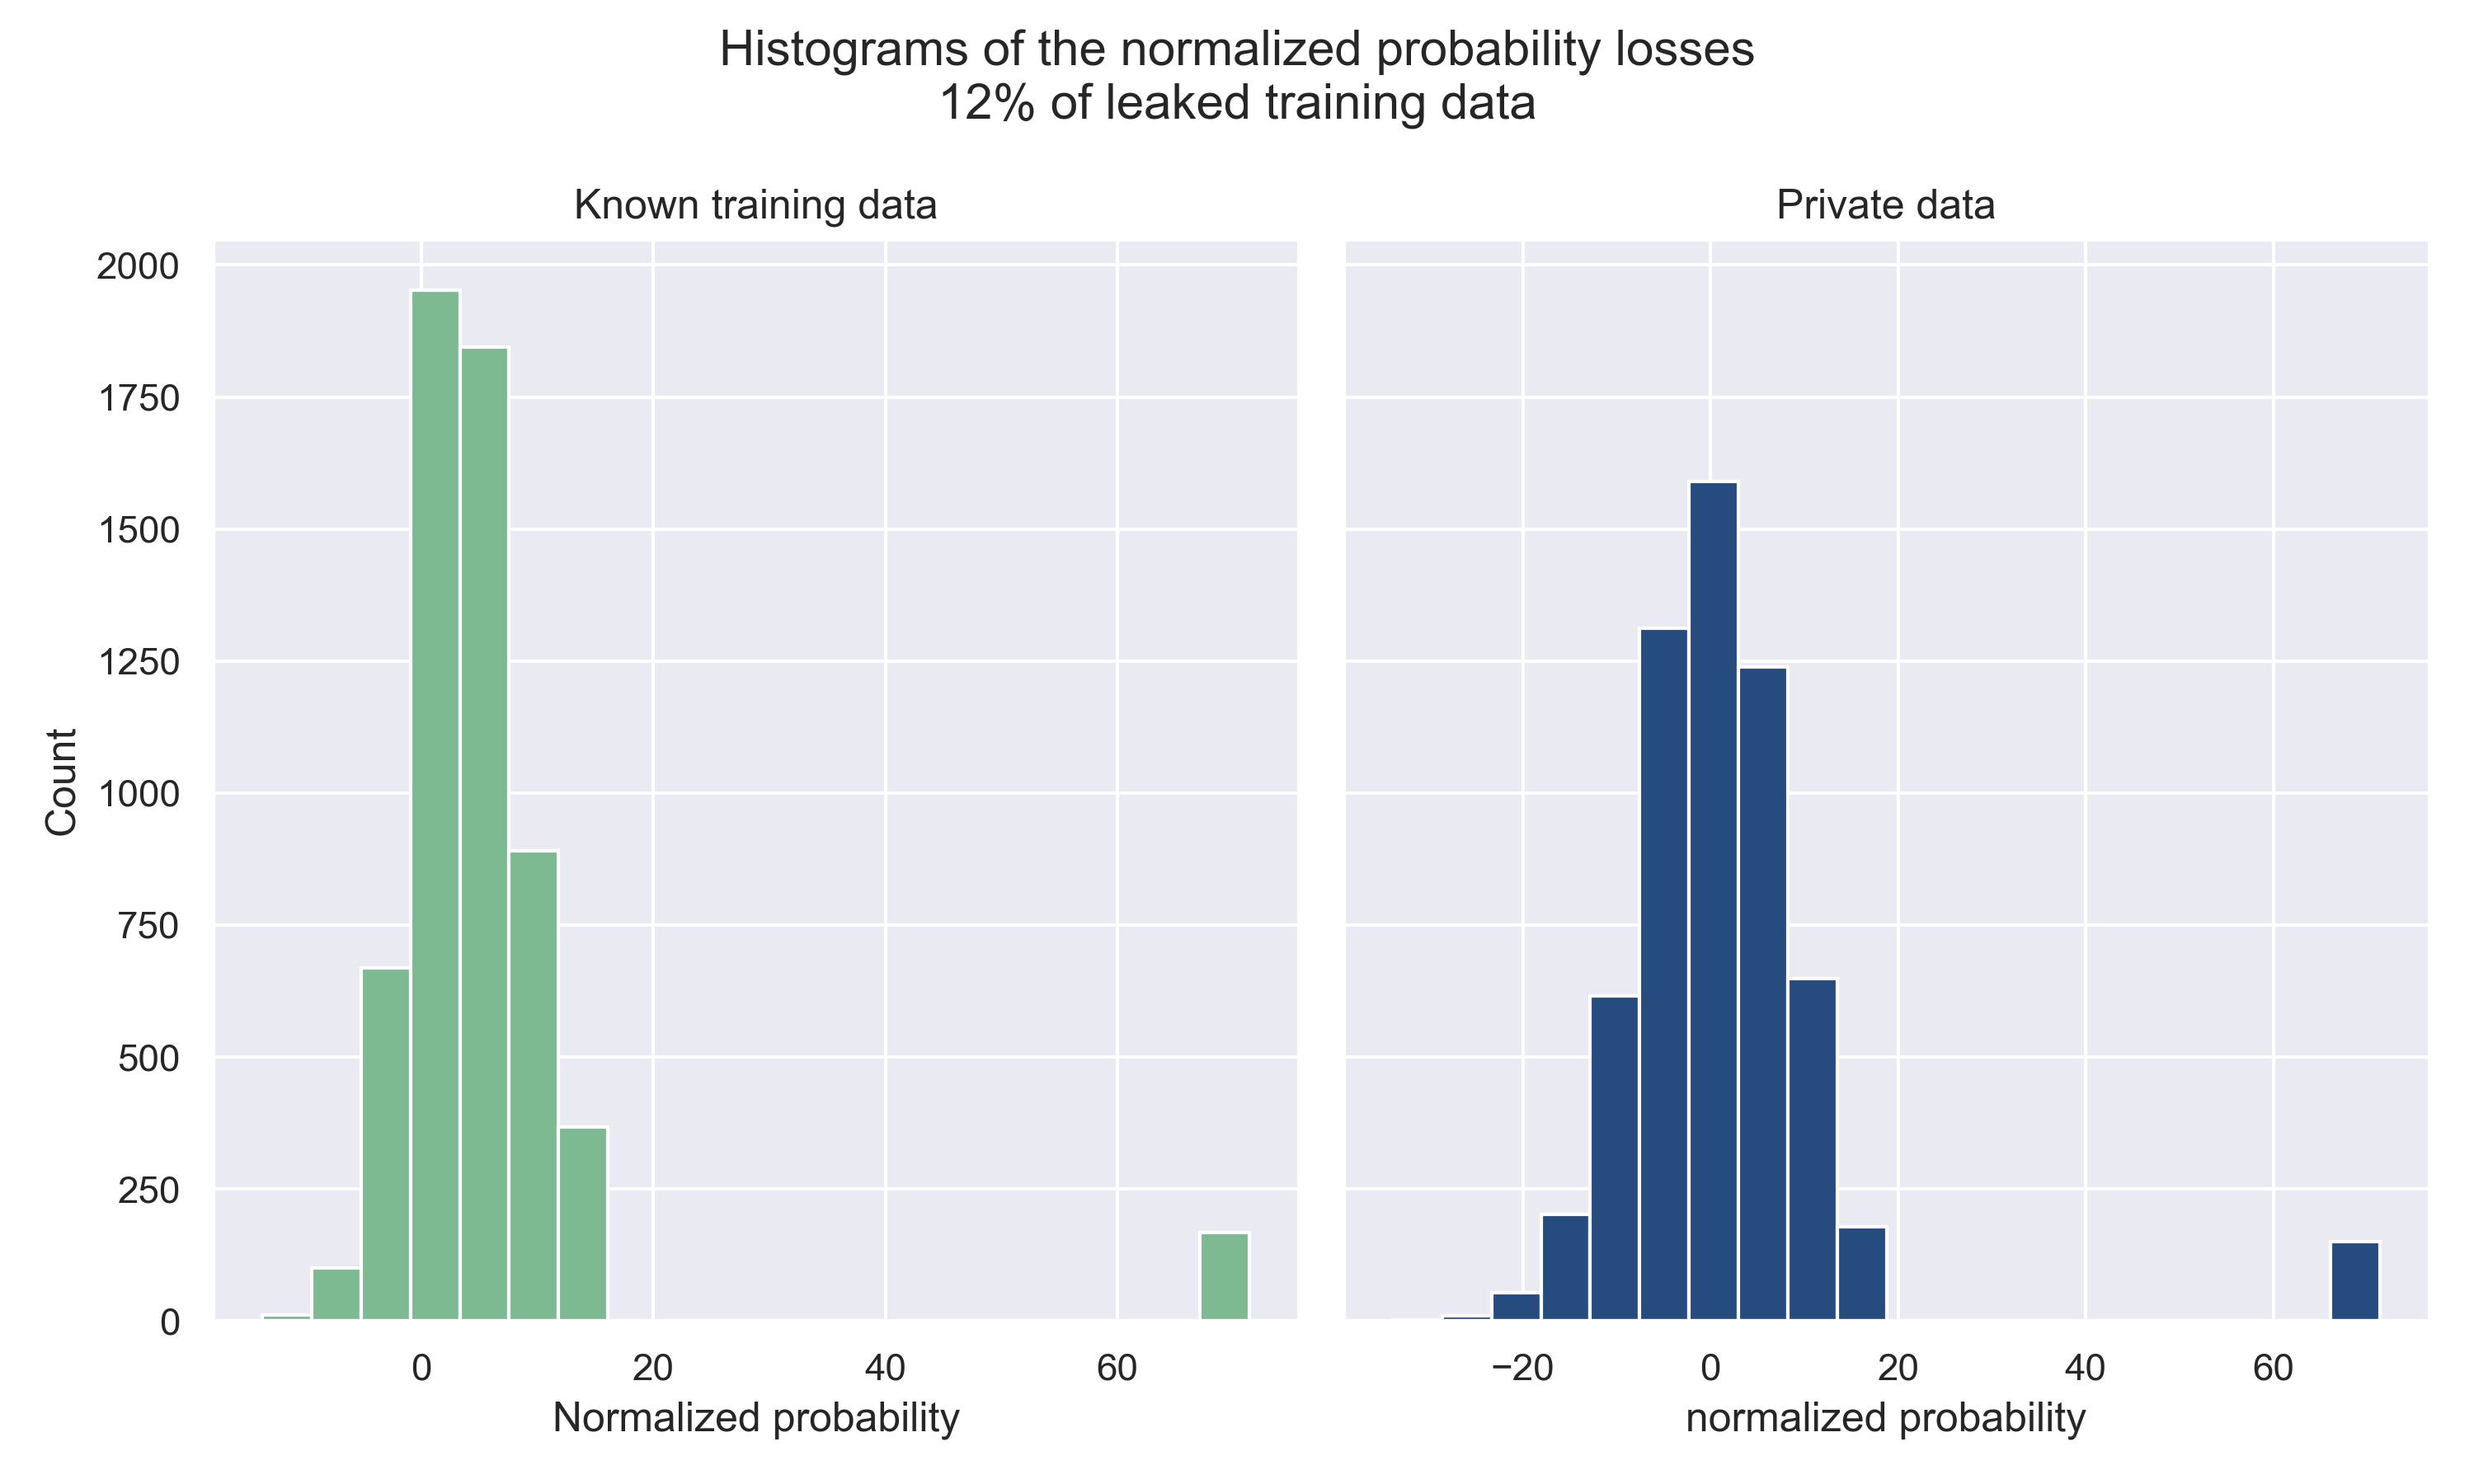 Histograms of the normalized probability losses
12% of leaked training data
Known training data
Private data
2000
1750
1500
1250
1000
750
500
250
0
Count
0 20 40 60
Normalized probability
−20 0 20 40 60
normalized probability